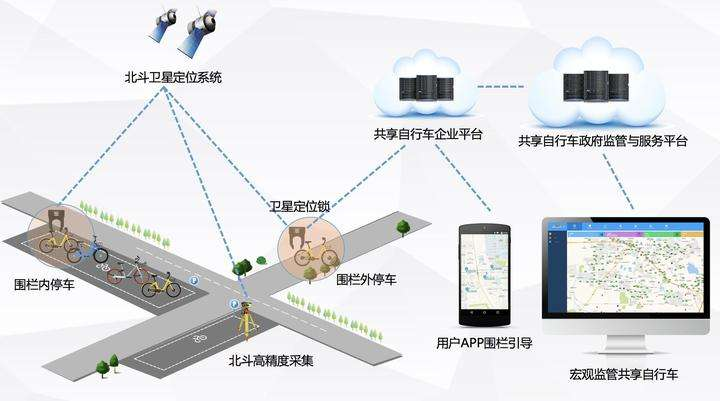 北斗卫星定位系统
共享自行车企业平台
共享自行车政府监管与服务平台
卫星定位锁
围栏内停车
围栏外停车
北斗高精度采集
用户APP围栏引导
宏观监管共享自行车
P
P